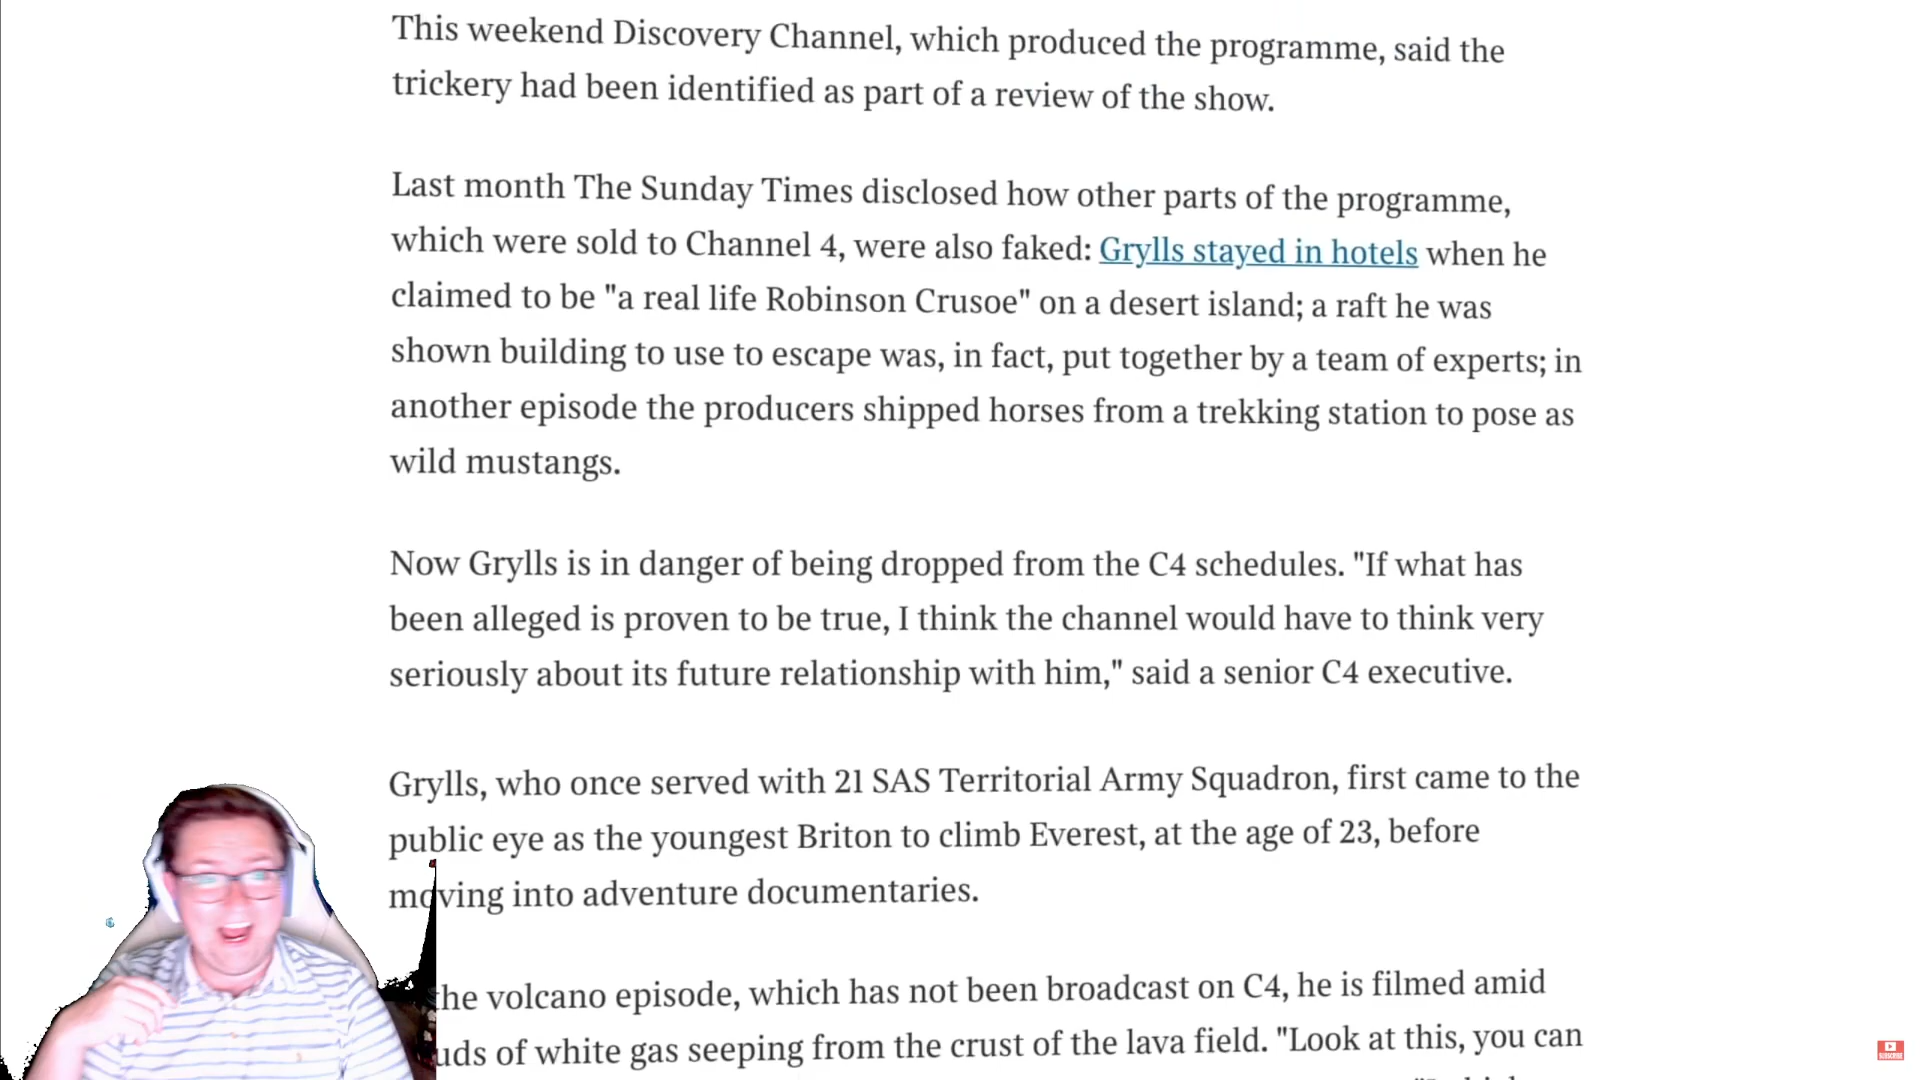 This weekend Discovery Channel, which produced the programme, said the
trickery had been identified as part of a review of the show.
Last month The Sunday Times disclosed how other parts of the programme,
which were sold to Channel 4, were also faked: Grylls stayed in hotels when he
claimed to be "a real life Robinson Crusoe" on a desert island; a raft he was
shown building to use to escape was, in fact, put together by a team of experts; in
another episode the producers shipped horses from a trekking station to pose as
wild mustangs.
Now Grylls is in danger of being dropped from the C4 schedules. "If what has
been alleged is proven to be true, I think the channel would have to think very
seriously about its future relationship with him," said a senior C4 executive.
Grylls, who once served with 21 SAS Territorial Army Squadron, first came to the
public eye as the youngest Briton to climb Everest, at the age of 23, before
moving into adventure documentaries.
he volcano episode, which has not been broadcast on C4, he is filmed amid
uds of white gas seeping from the crust of the lava field. "Look at this, you can
SUBSCRIBE